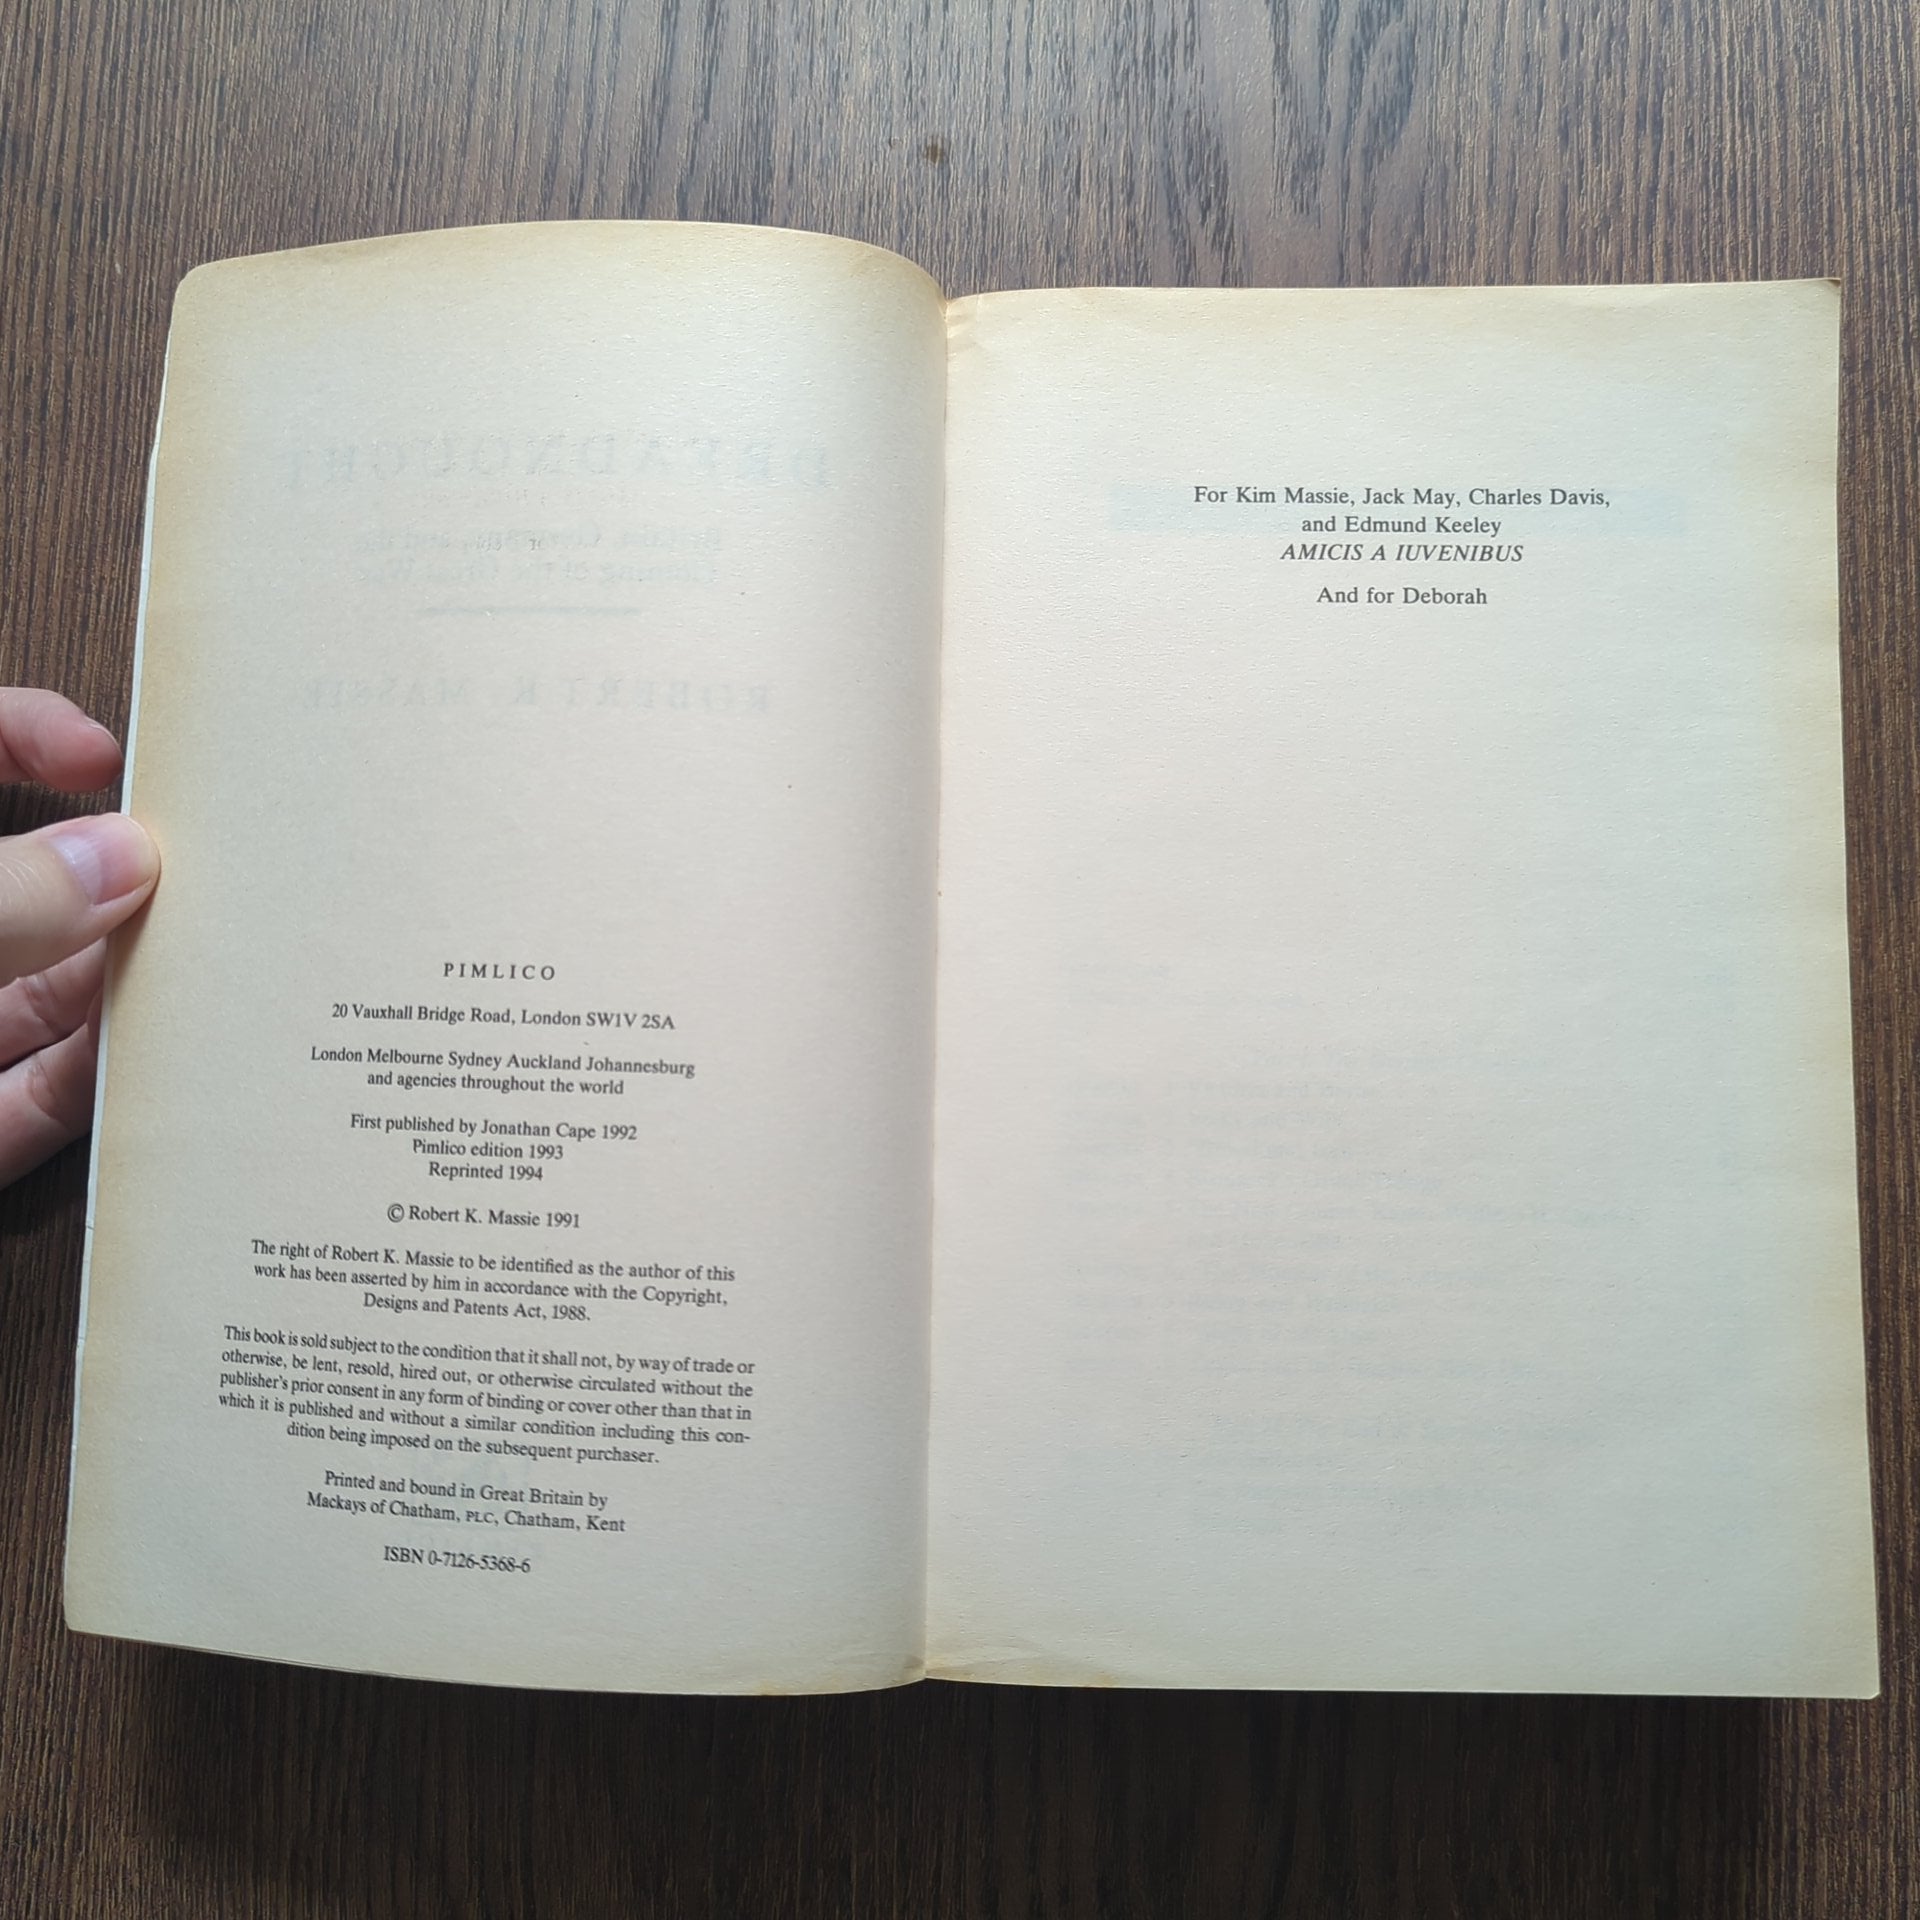 PIMLICO
20 Vauxhall Bridge Road, London SW1V 2SA
London Melbourne Sydney Auckland Johannesburg
and agencies throughout the world
First published by Jonathan Cape 1992
Pimlico edition 1993
Reprinted 1994
© Robert K. Massie 1991
The right of Robert K. Massie to be identified as the author of this
work has been asserted by him in accordance with the Copyright,
Designs and Patents Act, 1988.
This book is sold subject to the condition that it shall not, by way of trade or
otherwise, be lent, resold, hired out, or otherwise circulated without the
publisher's prior consent in any form of binding or cover other than that in
which it is published and without a similar condition including this con-
dition being imposed on the subsequent purchaser.
Printed and bound in Great Britain by
Mackays of Chatham, PLC, Chatham, Kent
ISBN 0-7126-5368-6
For Kim Massie, Jack May, Charles Davis,
and Edmund Keeley
AMICIS A IUVENIBUS
And for Deborah